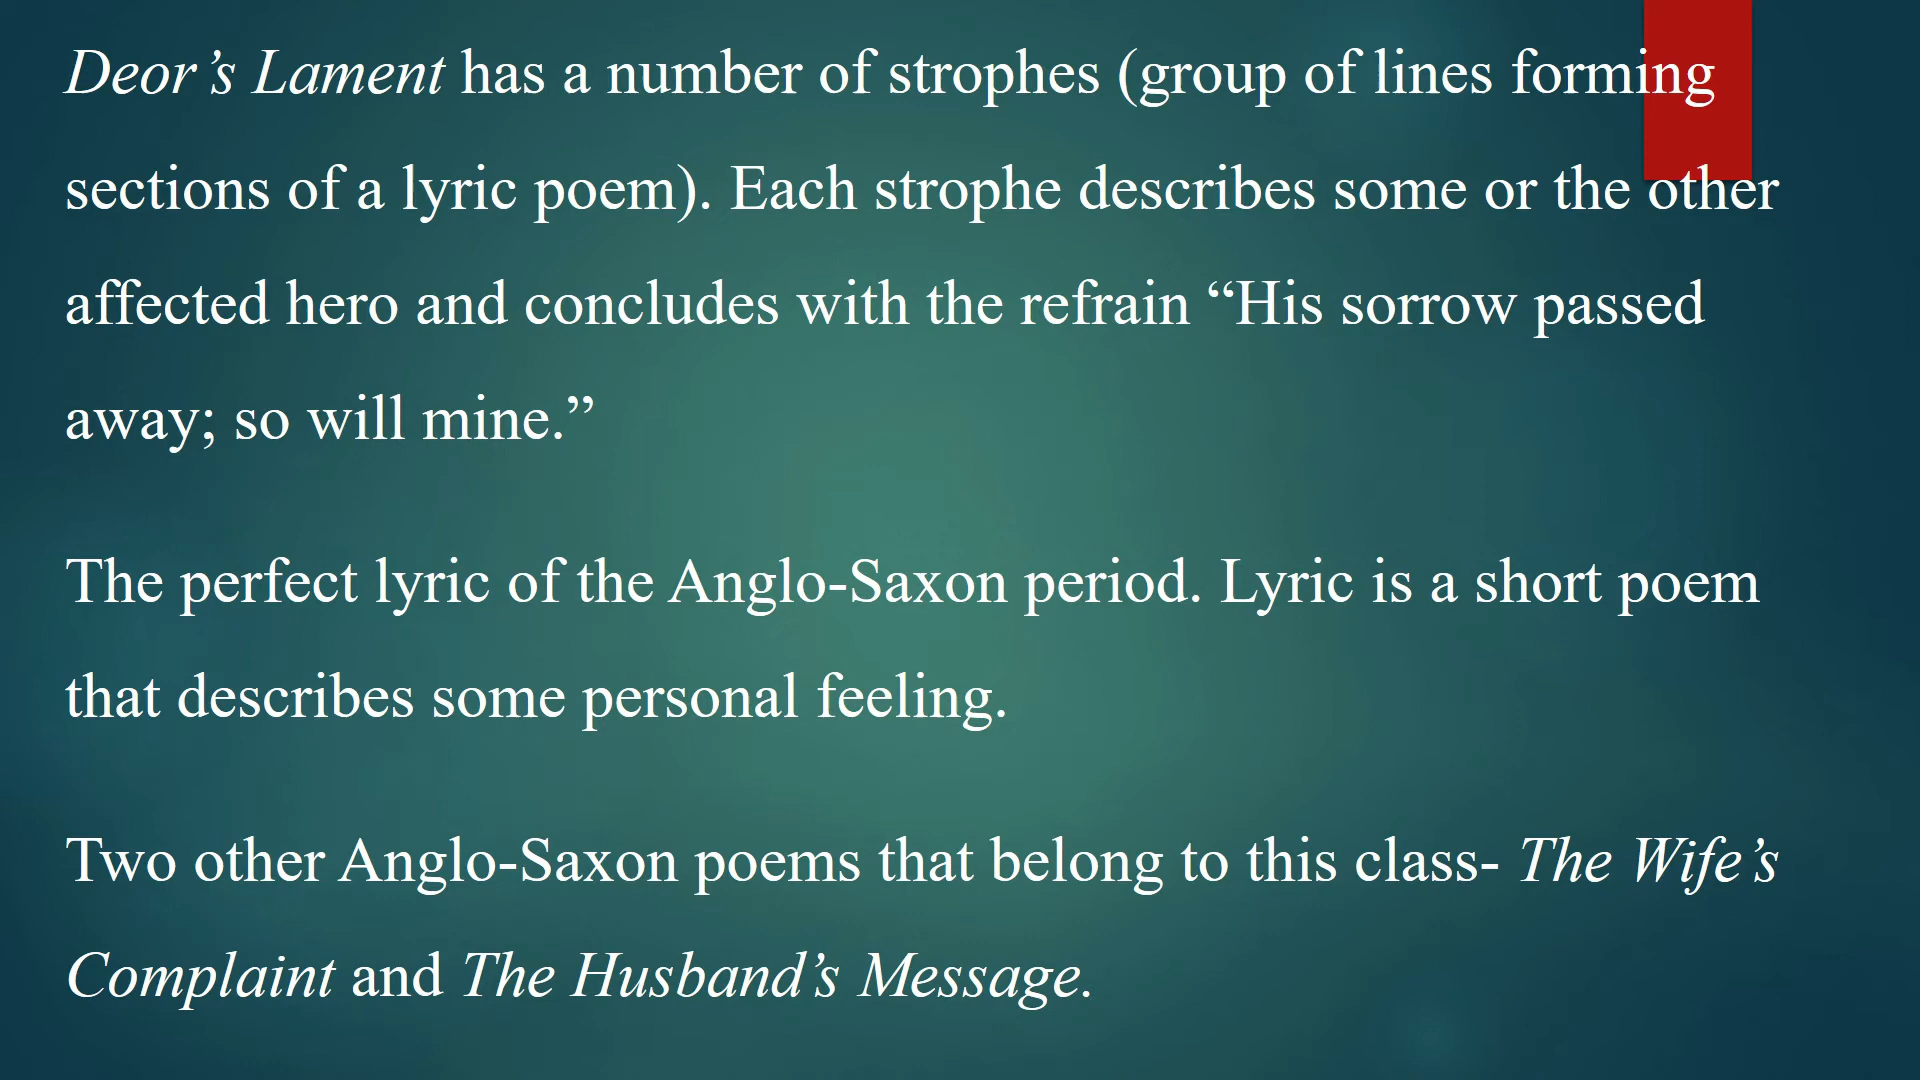 Deor’s Lament has a number of strophes (group of lines forming
sections of a lyric poem). Each strophe describes some or the other
affected hero and concludes with the refrain “His sorrow passed
away; so will mine.”
The perfect lyric of the Anglo-Saxon period. Lyric is a short poem
that describes some personal feeling.
Two other Anglo-Saxon poems that belong to this class- The Wife’s
Complaint and The Husband’s Message.